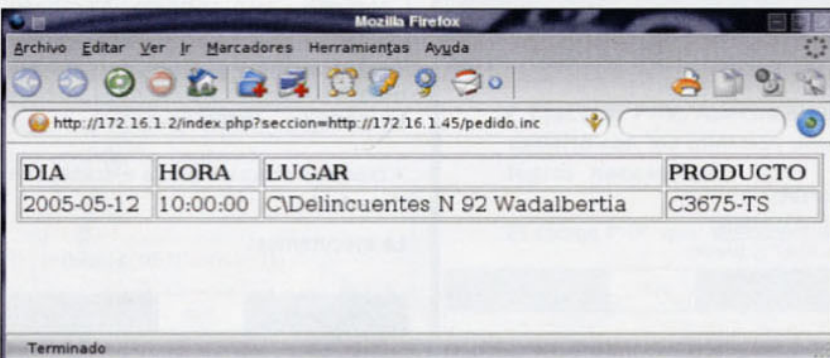 Mozilla Firefox
Archivo Editar Ver Ir Marcadores Herramientas Ayuda
http://172.16.1.2/index.php?seccion=http://172.16.1.45/pedido.inc
DIA HORA LUGAR PRODUCTO
2005-05-12 10:00:00 C\Delincuentes N 92 Wadalbertia C3675-TS
Terminado